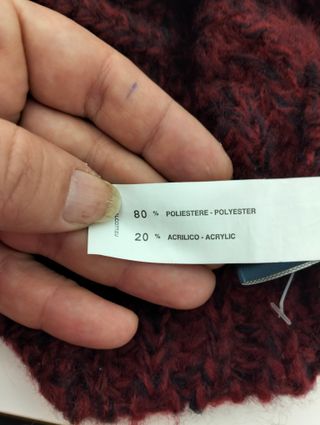 80 % POLIESTERE - POLYESTER
20 % ACRILICO - ACRYLIC